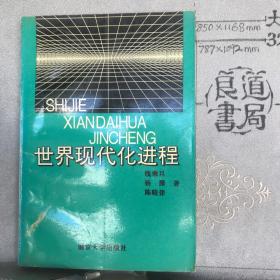 SHIJIE
XIANDAIHUA
JINCHENG
世界现代化进程
钱乘旦
杨豫 著
陈晓律
南京大学出版社
850×1168mm
787×1092mm
大
32
良道
書局